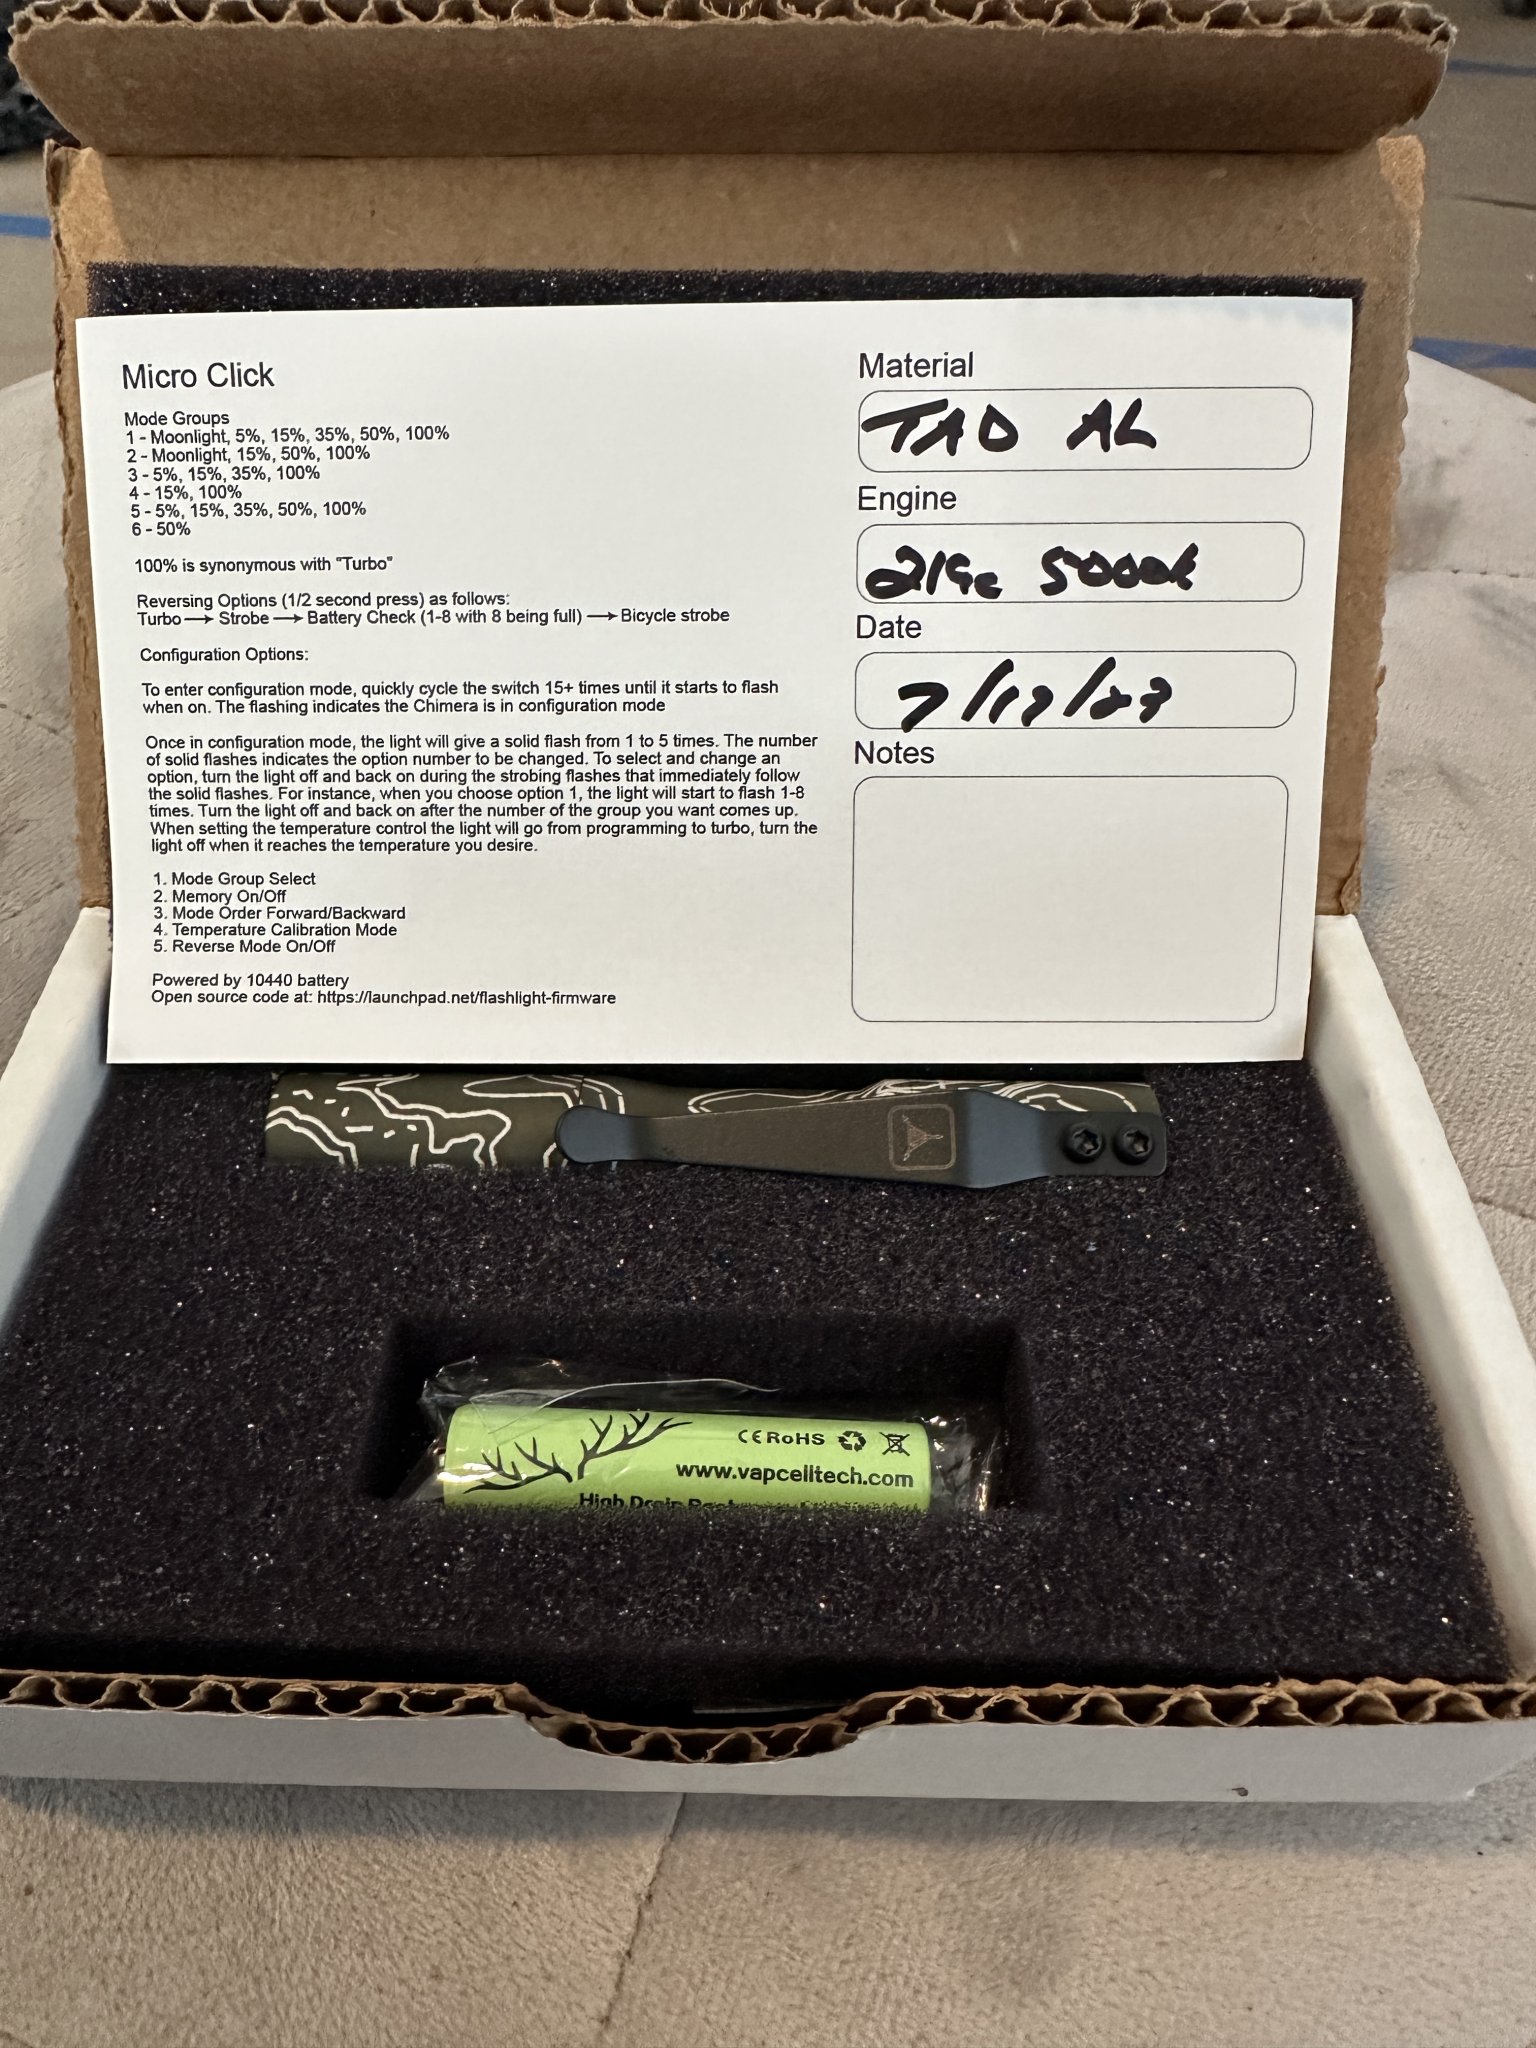 Micro Click
Mode Groups
1 - Moonlight, 5%, 15%, 35%, 50%, 100%
2 - Moonlight, 15%, 50%, 100%
3 - 5%, 15%, 35%, 100%
4 - 15%, 100%
5 - 5%, 15%, 35%, 50%, 100%
6 - 50%
100% is synonymous with "Turbo"
Reversing Options (1/2 second press) as follows:
Turbo → Strobe → Battery Check (1-8 with 8 being full) → Bicycle strobe
Configuration Options:
To enter configuration mode, quickly cycle the switch 15+ times until it starts to flash
when on. The flashing indicates the Chimera is in configuration mode
Once in configuration mode, the light will give a solid flash from 1 to 5 times. The number
of solid flashes indicates the option number to be changed. To select and change an
option, turn the light off and back on during the strobing flashes that immediately follow
the solid flashes. For instance, when you choose option 1, the light will start to flash 1-8
times. Turn the light off and back on after the number of the group you want comes up.
When setting the temperature control the light will go from programming to turbo, turn the
light off when it reaches the temperature you desire.
1. Mode Group Select
2. Memory On/Off
3. Mode Order Forward/Backward
4. Temperature Calibration Mode
5. Reverse Mode On/Off
Powered by 10440 battery
Open source code at: https://launchpad.net/flashlight-firmware
Material
TAD AL
Engine
219c 5000k
Date
7/17/23
Notes
CE RoHS
www.vapcelltech.com
High Drain